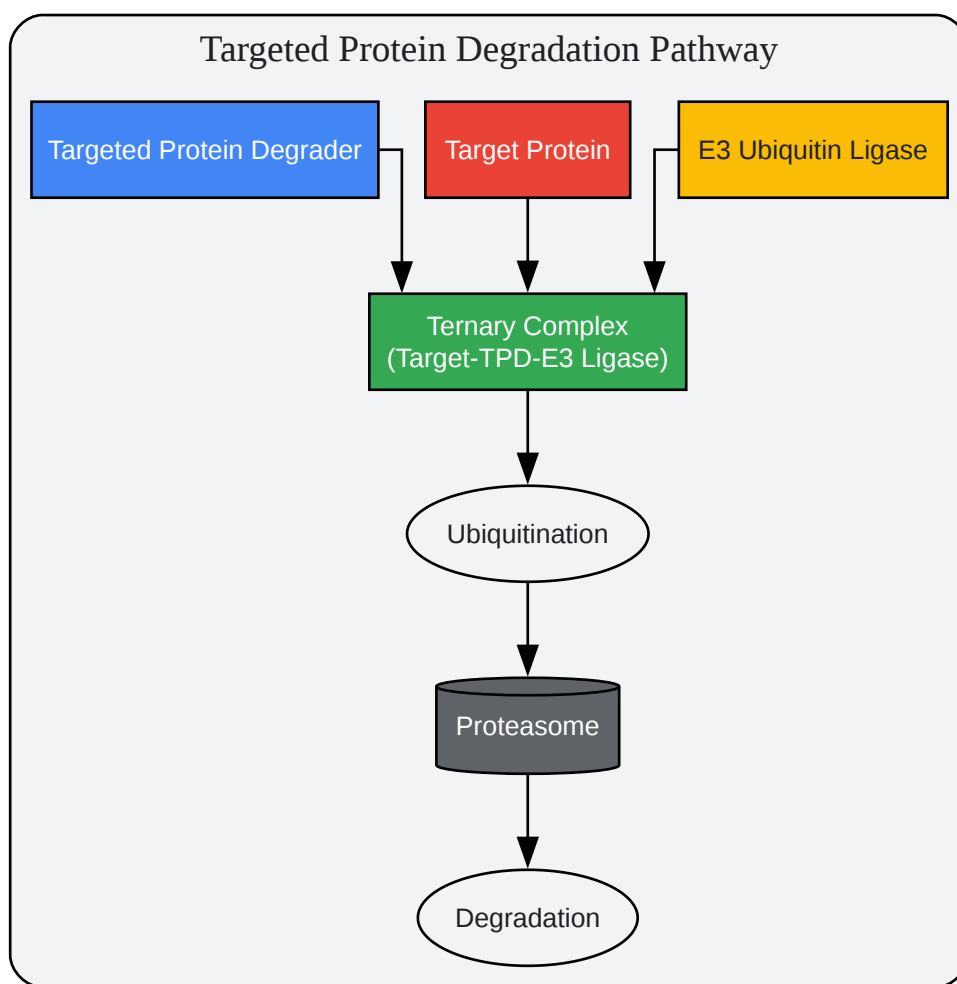 Targeted Protein Degradation Pathway
Targeted Protein Degrader
Target Protein
E3 Ubiquitin Ligase
Ternary Complex
(Target-TPD-E3 Ligase)
Ubiquitination
Proteasome
Degradation